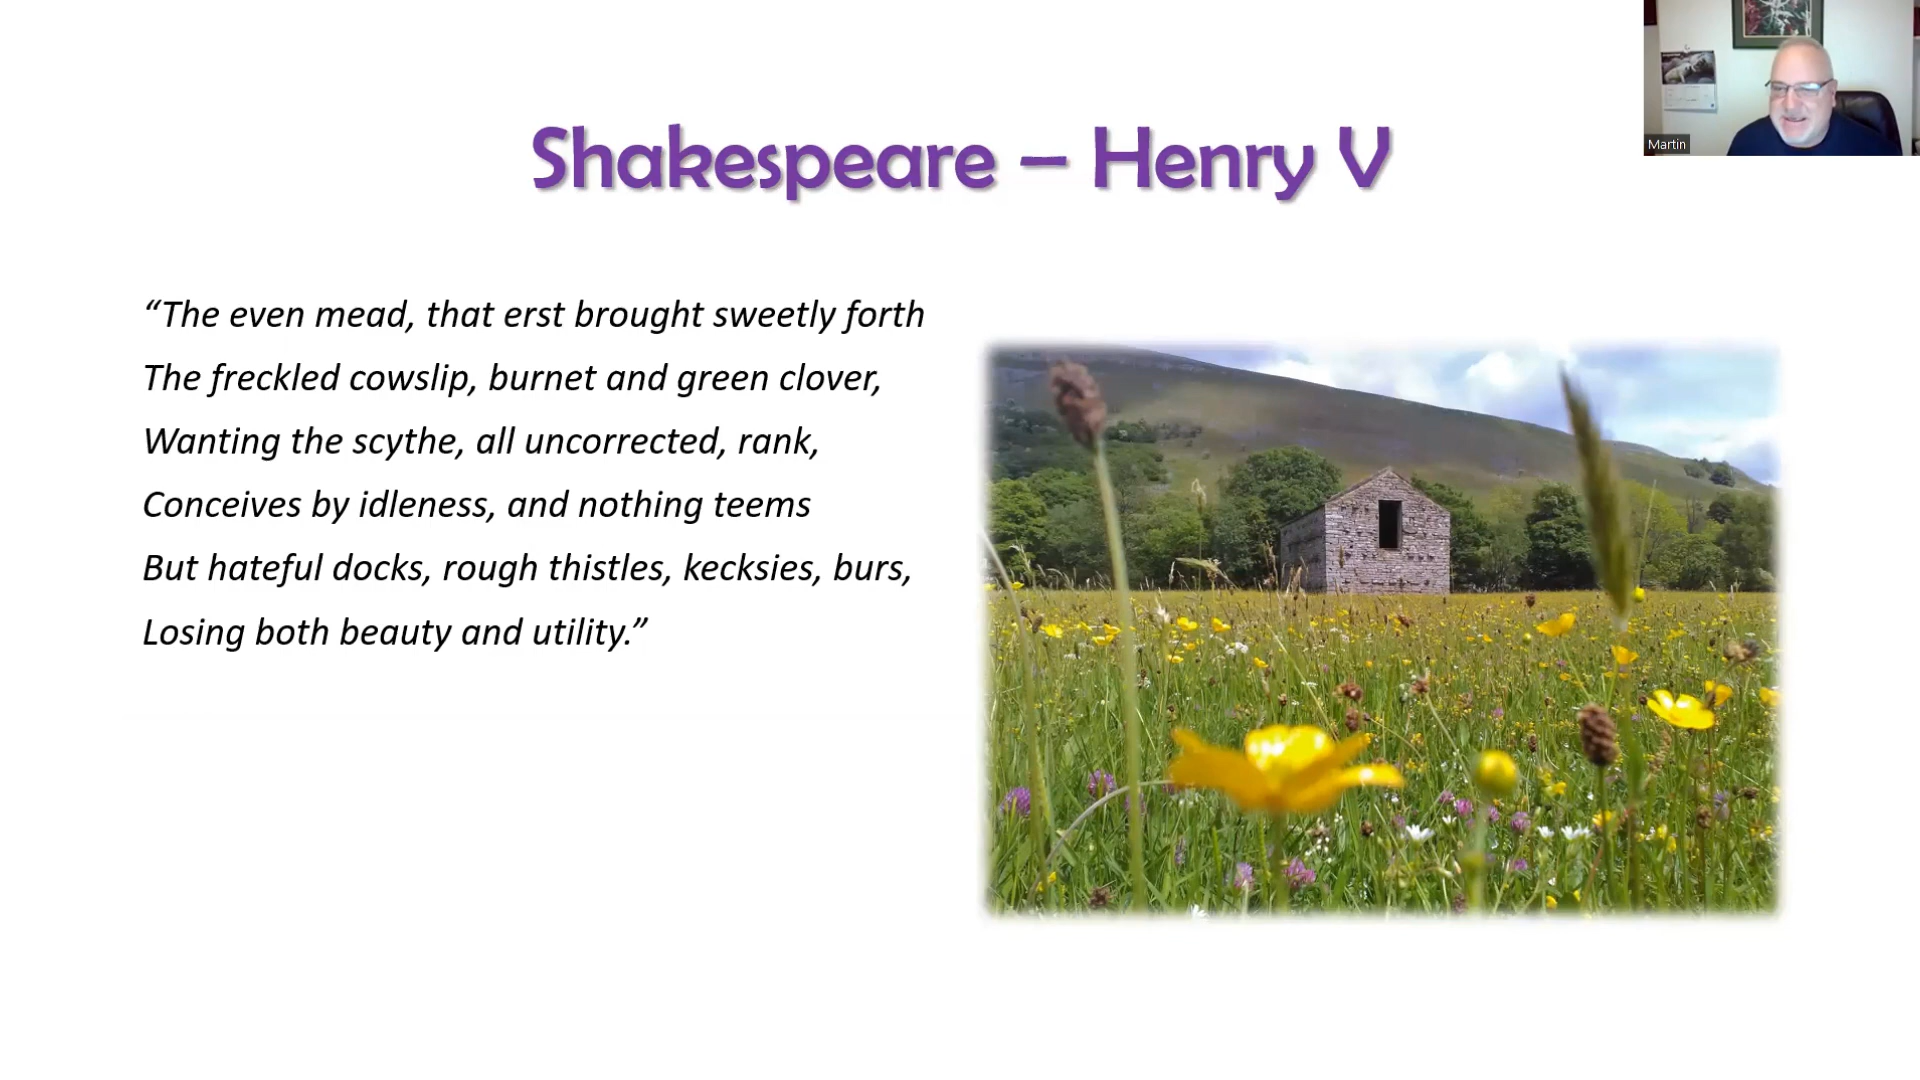 Shakespeare – Henry V
Martin
“The even mead, that erst brought sweetly forth
The freckled cowslip, burnet and green clover,
Wanting the scythe, all uncorrected, rank,
Conceives by idleness, and nothing teems
But hateful docks, rough thistles, kecksies, burs,
Losing both beauty and utility.”